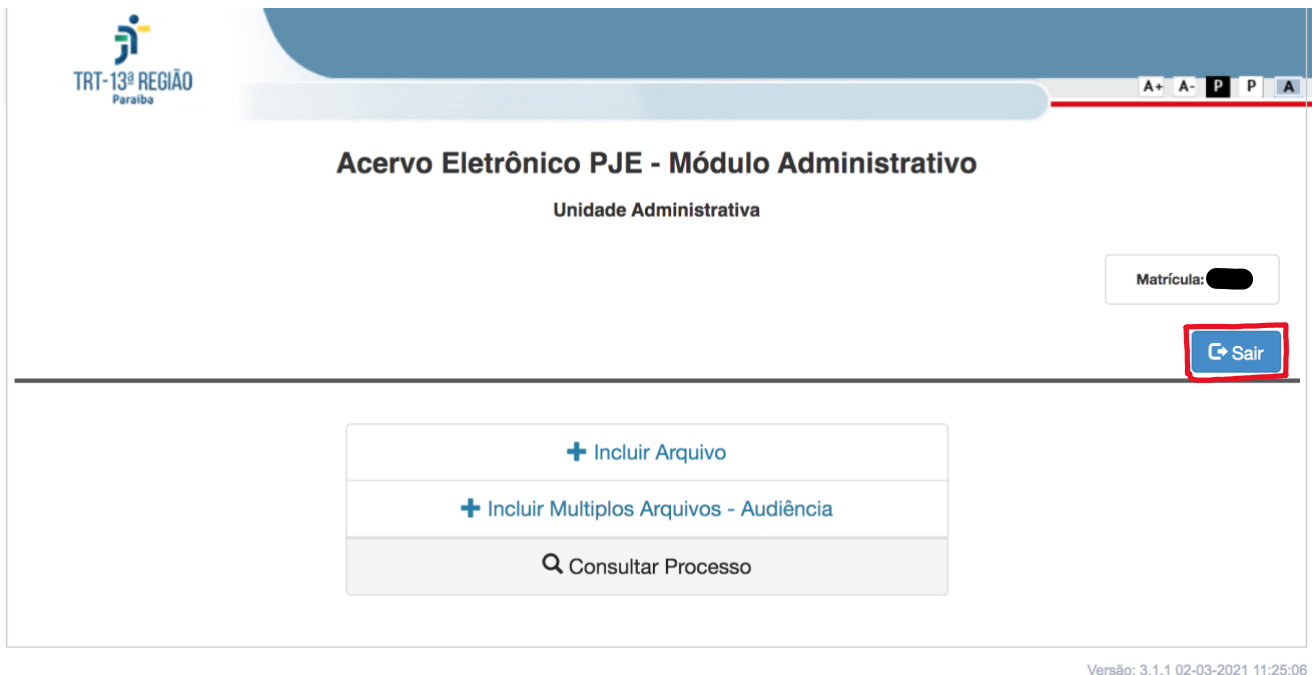 TRT-13ª REGIÃO
Paraíba
A+ A- P P A
Acervo Eletrônico PJE - Módulo Administrativo
Unidade Administrativa
Matrícula:
Sair
Incluir Arquivo
Incluir Multiplos Arquivos - Audiência
Consultar Processo
Versão: 3.1.1 02-03-2021 11:25:06